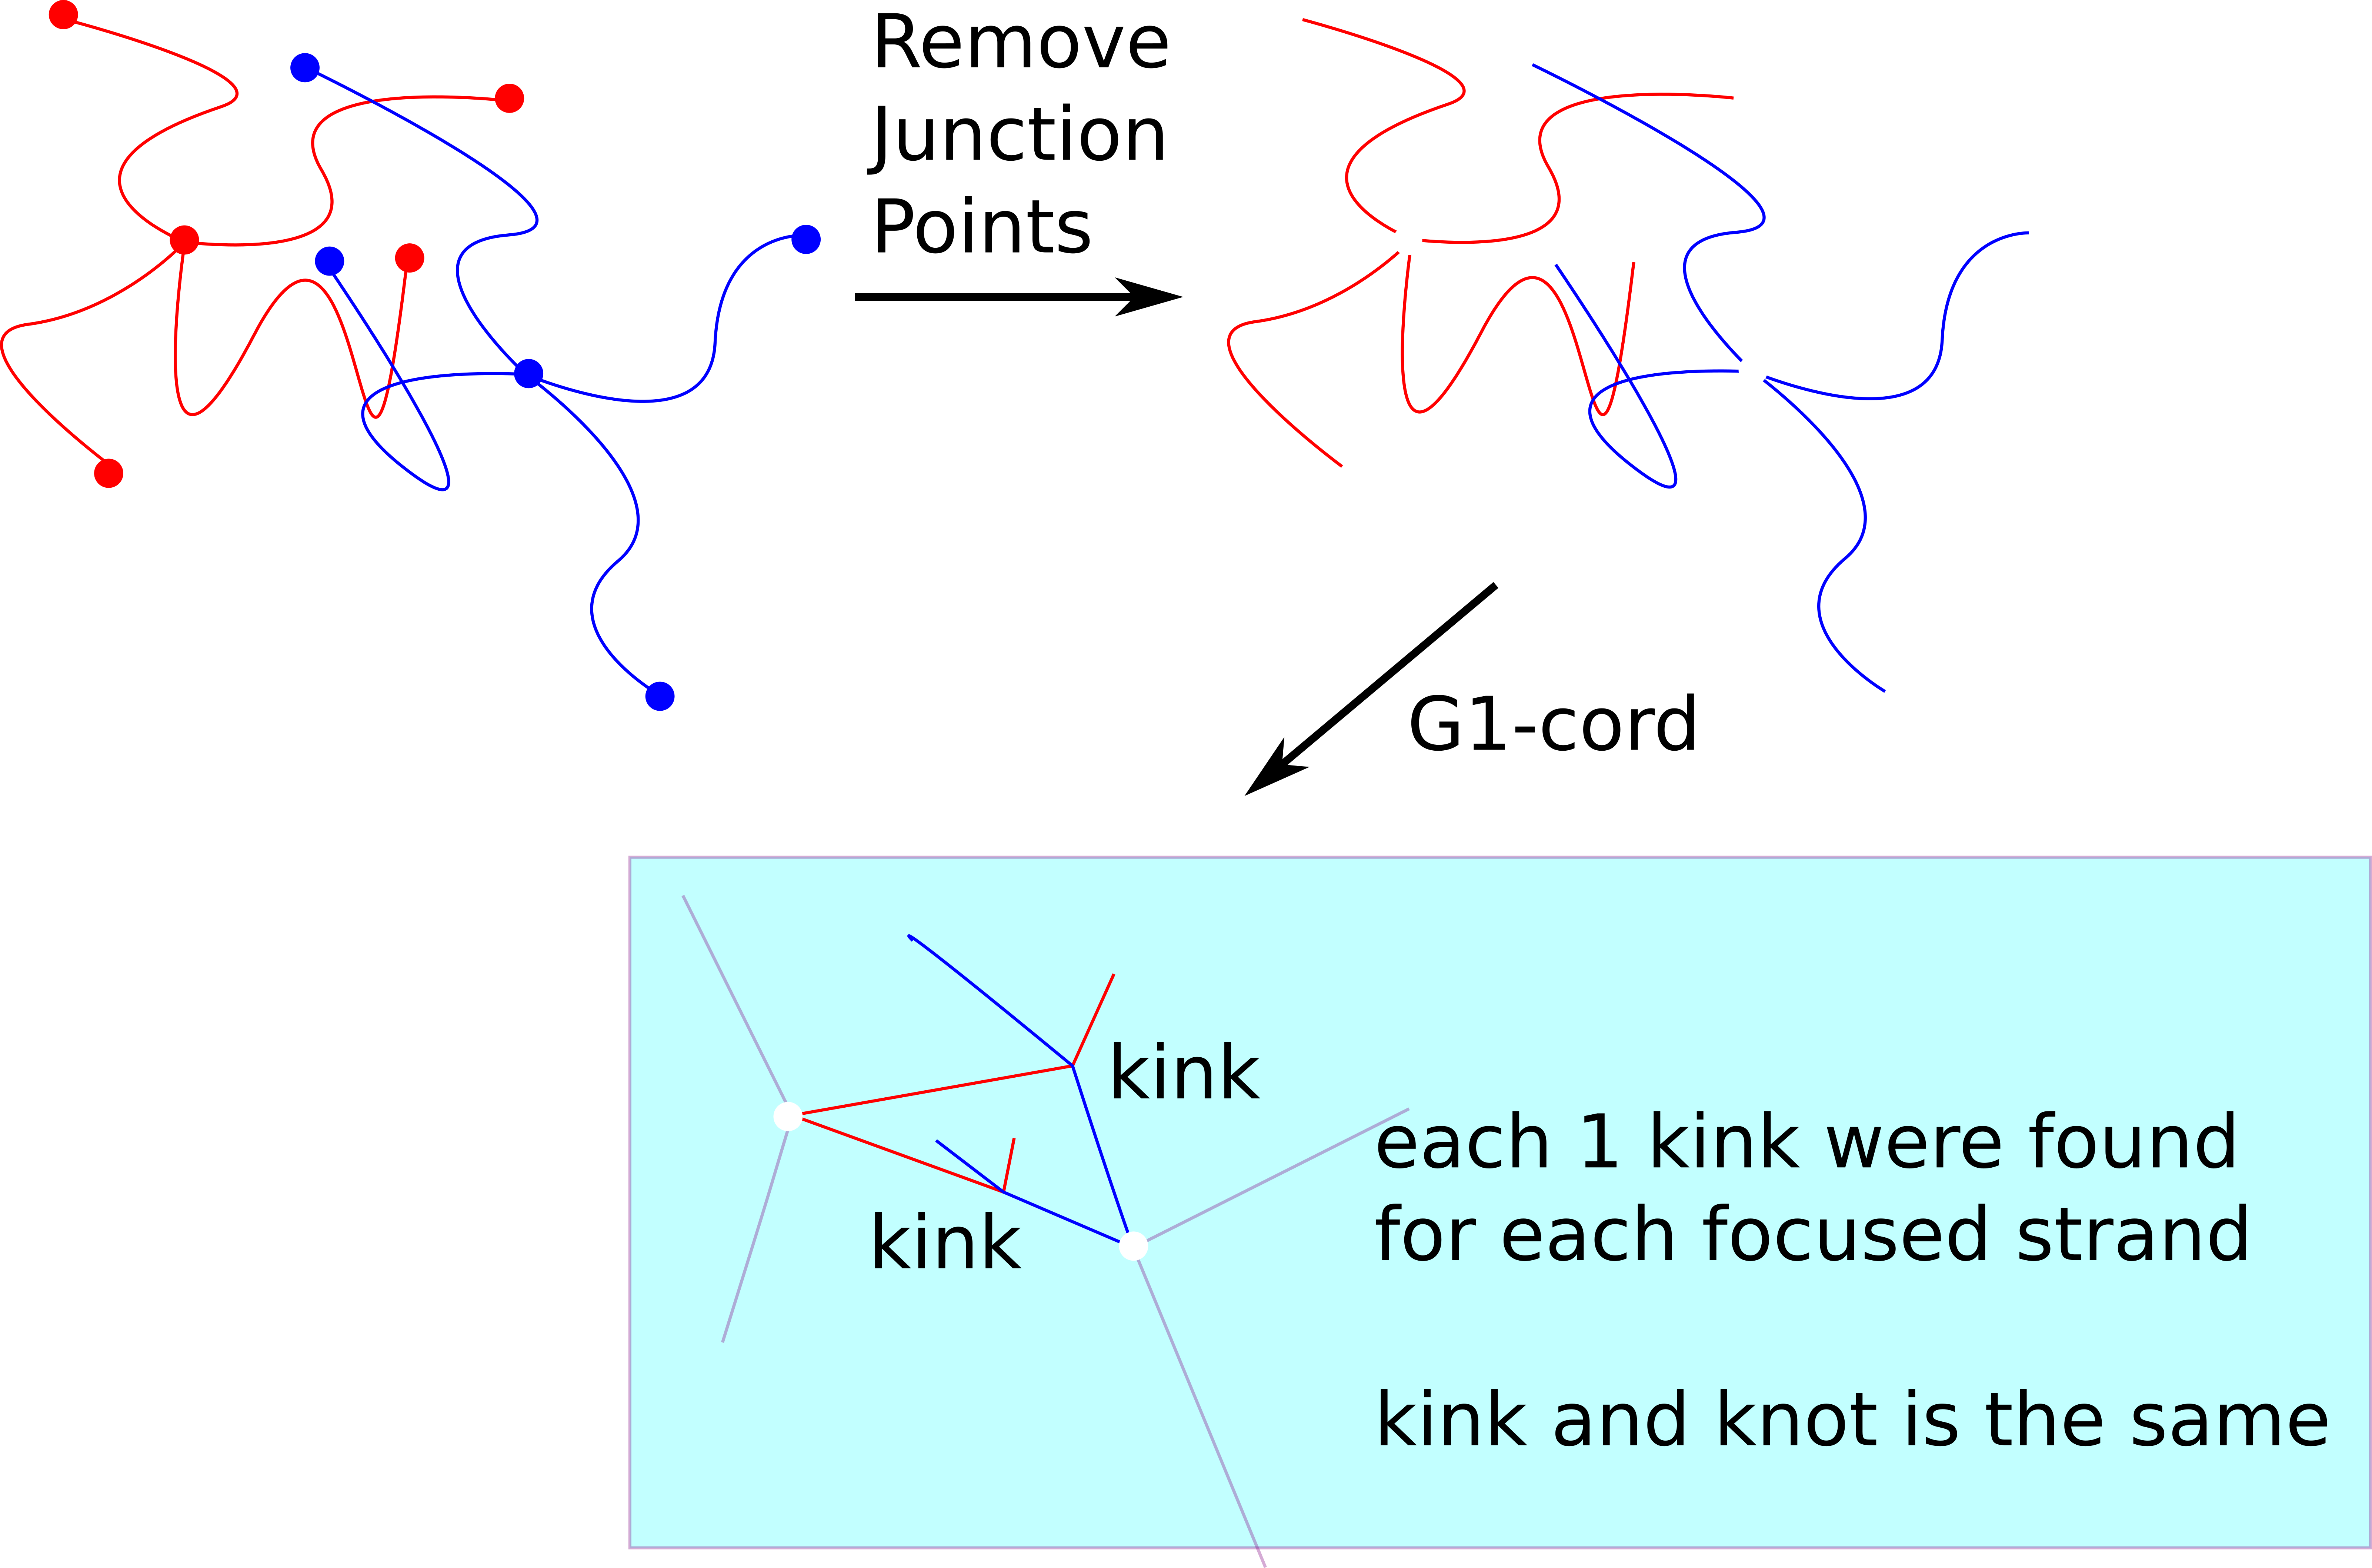 Remove
Junction
Points
G1-cord
kink
kink
each 1 kink were found
for each focused strand
kink and knot is the same